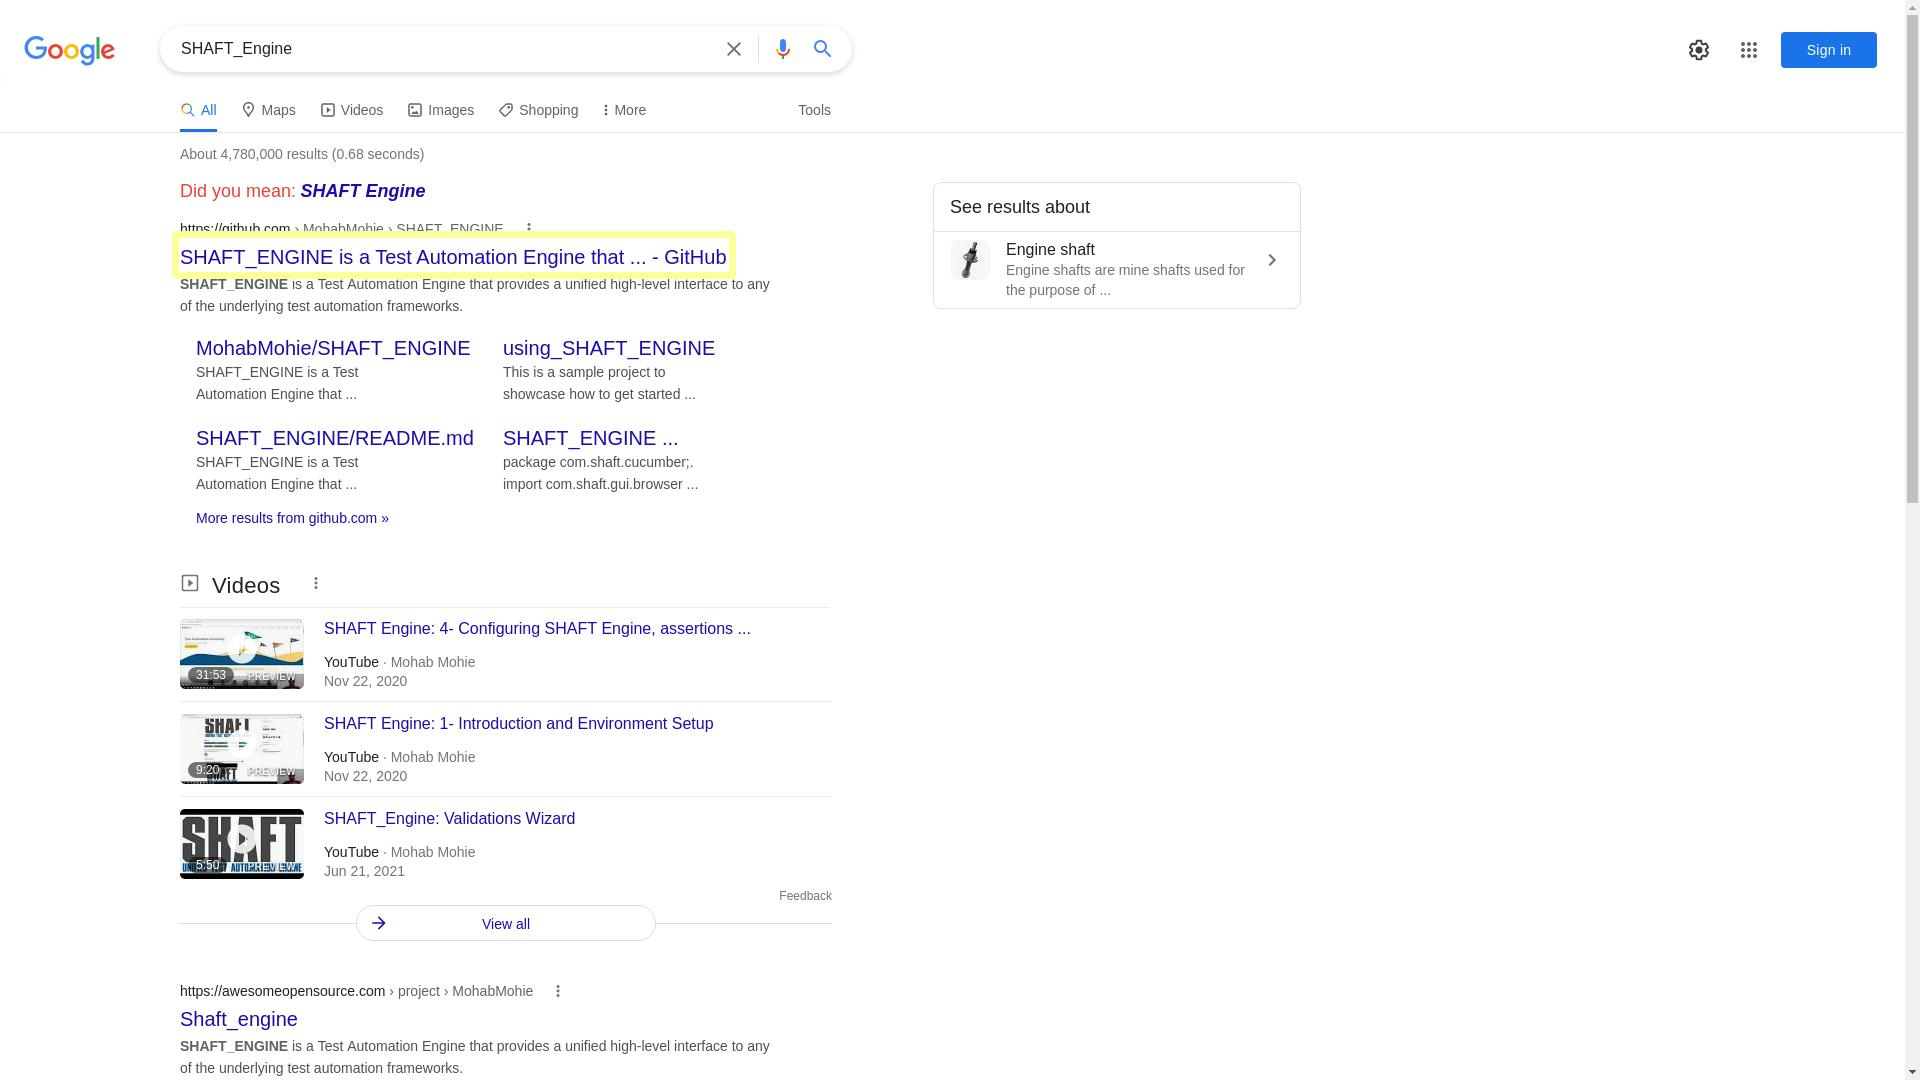 Google
SHAFT_Engine
Sign in
All
Maps
Videos
Images
Shopping
More
Tools
About 4,780,000 results (0.68 seconds)
Did you mean: SHAFT Engine
https://github.com › MohabMohie › SHAFT_ENGINE
SHAFT_ENGINE is a Test Automation Engine that ... - GitHub
SHAFT_ENGINE is a Test Automation Engine that provides a unified high-level interface to any
of the underlying test automation frameworks.
MohabMohie/SHAFT_ENGINE
SHAFT_ENGINE is a Test
Automation Engine that ...
using_SHAFT_ENGINE
This is a sample project to
showcase how to get started ...
SHAFT_ENGINE/README.md
SHAFT_ENGINE is a Test
Automation Engine that ...
SHAFT_ENGINE ...
package com.shaft.cucumber;.
import com.shaft.gui.browser ...
More results from github.com »
See results about
Engine shaft
Engine shafts are mine shafts used for
the purpose of ...
Videos
31:53
PREVIEW
SHAFT Engine: 4- Configuring SHAFT Engine, assertions ...
YouTube · Mohab Mohie
Nov 22, 2020
SHAFT
9:20
PREVIEW
SHAFT Engine: 1- Introduction and Environment Setup
YouTube · Mohab Mohie
Nov 22, 2020
SHAFT
5:50
PREVIEW
SHAFT_Engine: Validations Wizard
YouTube · Mohab Mohie
Jun 21, 2021
Feedback
View all
https://awesomeopensource.com › project › MohabMohie
Shaft_engine
SHAFT_ENGINE is a Test Automation Engine that provides a unified high-level interface to any
of the underlying test automation frameworks.